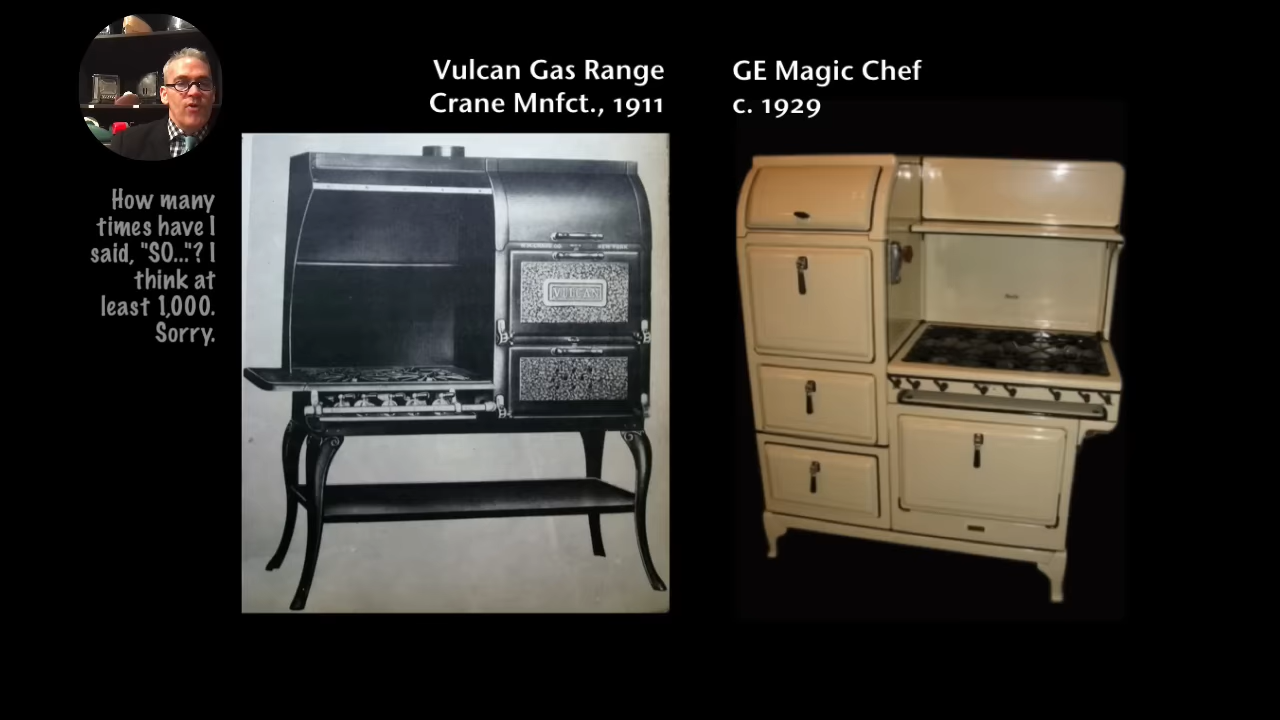 Vulcan Gas Range
Crane Mnfct., 1911
GE Magic Chef
c. 1929
How many
times have I
said, "SO..."? I
think at
least 1,000.
Sorry.
VULCAN